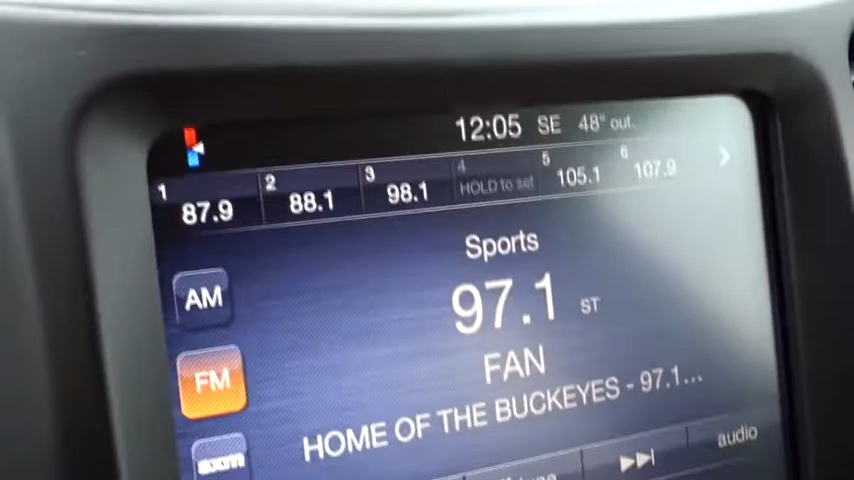 12:05 SE 48° out.
1 87.9 2 88.1 3 98.1 4 HOLD to set 5 105.1 6 107.9
Sports
AM
97.1 ST
FM
FAN
HOME OF THE BUCKEYES - 97.1...
audio